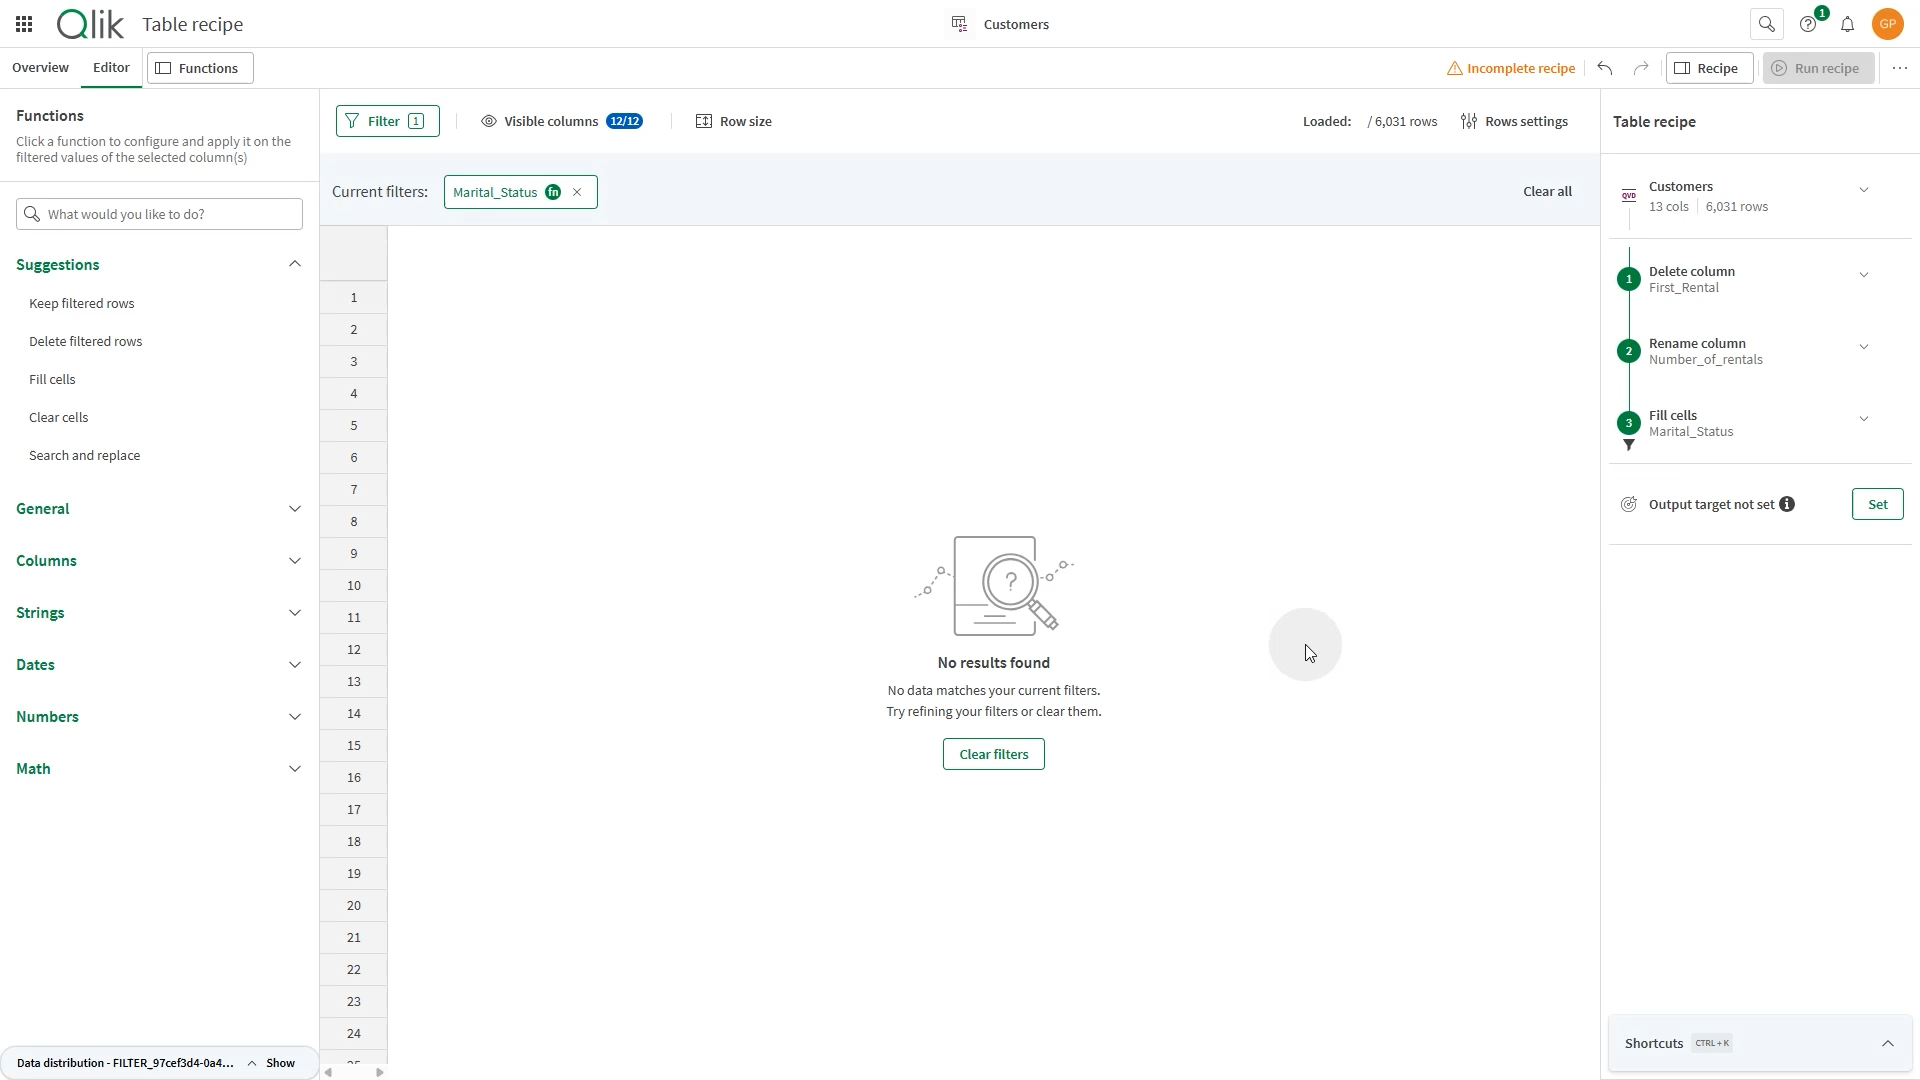 Qlik Table recipe
Customers
1
GP
Overview
Editor
Functions
Incomplete recipe
Recipe
Run recipe
Functions
Click a function to configure and apply it on the
filtered values of the selected column(s)
What would you like to do?
Suggestions
Keep filtered rows
Delete filtered rows
Fill cells
Clear cells
Search and replace
General
Columns
Strings
Dates
Numbers
Math
Data distribution - FILTER_97cef3d4-0a4... Show
Filter 1
Visible columns 12/12
Row size
Loaded: / 6,031 rows
Rows settings
Current filters:
Marital_Status fn
Clear all
1
2
3
4
5
6
7
8
9
10
11
12
13
14
15
16
17
18
19
20
21
22
23
24
?
No results found
No data matches your current filters.
Try refining your filters or clear them.
Clear filters
Table recipe
QVD
Customers
13 cols 6,031 rows
1 Delete column
First_Rental
2 Rename column
Number_of_rentals
3 Fill cells
Marital_Status
Output target not set
Set
Shortcuts CTRL + K